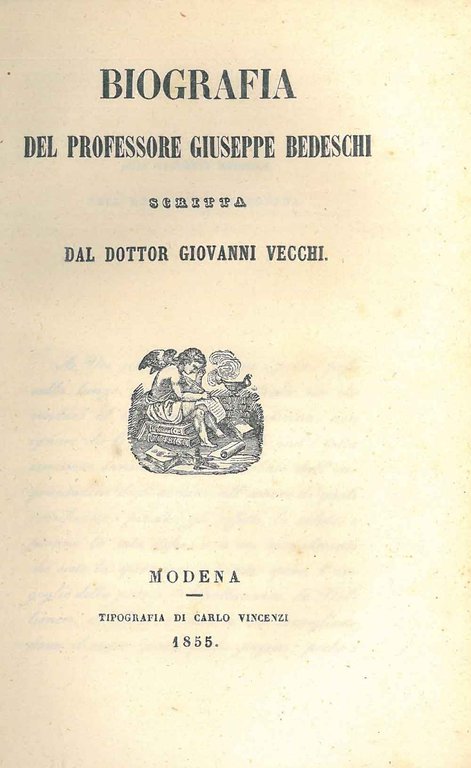 BIOGRAFIA
DEL PROFESSORE GIUSEPPE BEDESCHI
SCRITTA
DAL DOTTOR GIOVANNI VECCHI.
MODENA
TIPOGRAFIA DI CARLO VINCENZI
1855.